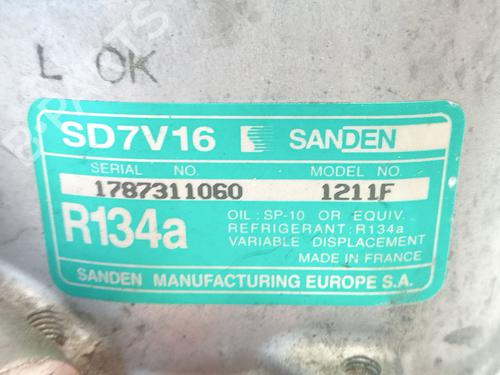 L OK
SD7V16 SANDEN
SERIAL NO. MODEL NO.
1787311060 1211F
R134a
OIL : SP-10 OR EQUIV.
REFRIGERANT : R134a
VARIABLE DISPLACEMENT
MADE IN FRANCE
SANDEN MANUFACTURING EUROPE S.A.